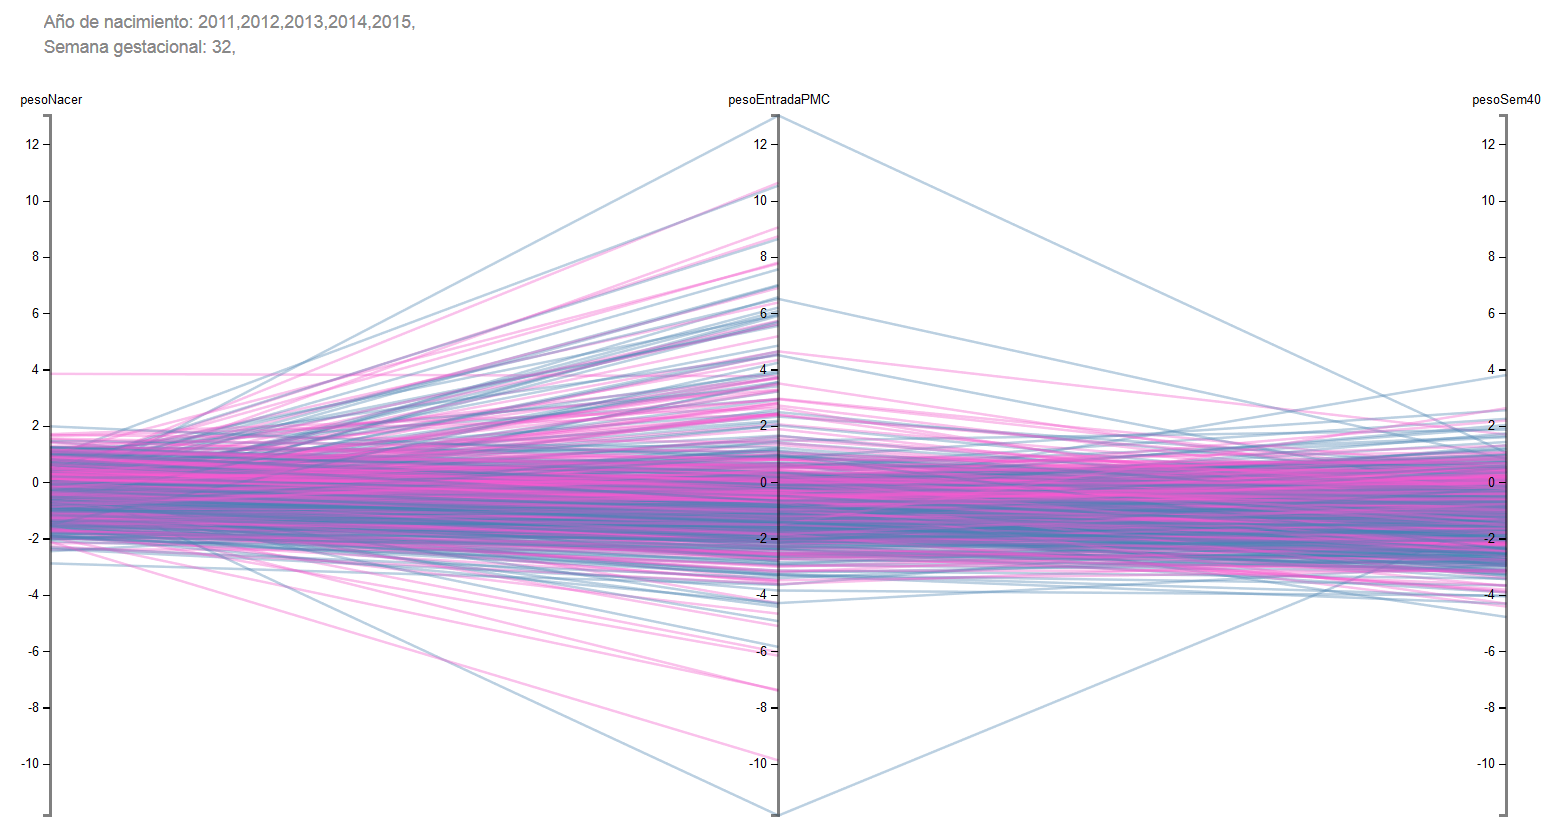 Año de nacimiento: 2011,2012,2013,2014,2015,
Semana gestacional: 32,
pesoNacer pesoEntradaPMC pesoSem40
12 12 12
10 10 10
8 8 8
6 6 6
4 4 4
2 2 2
0 0 0
-2 -2 -2
-4 -4 -4
-6 -6 -6
-8 -8 -8
-10 -10 -10